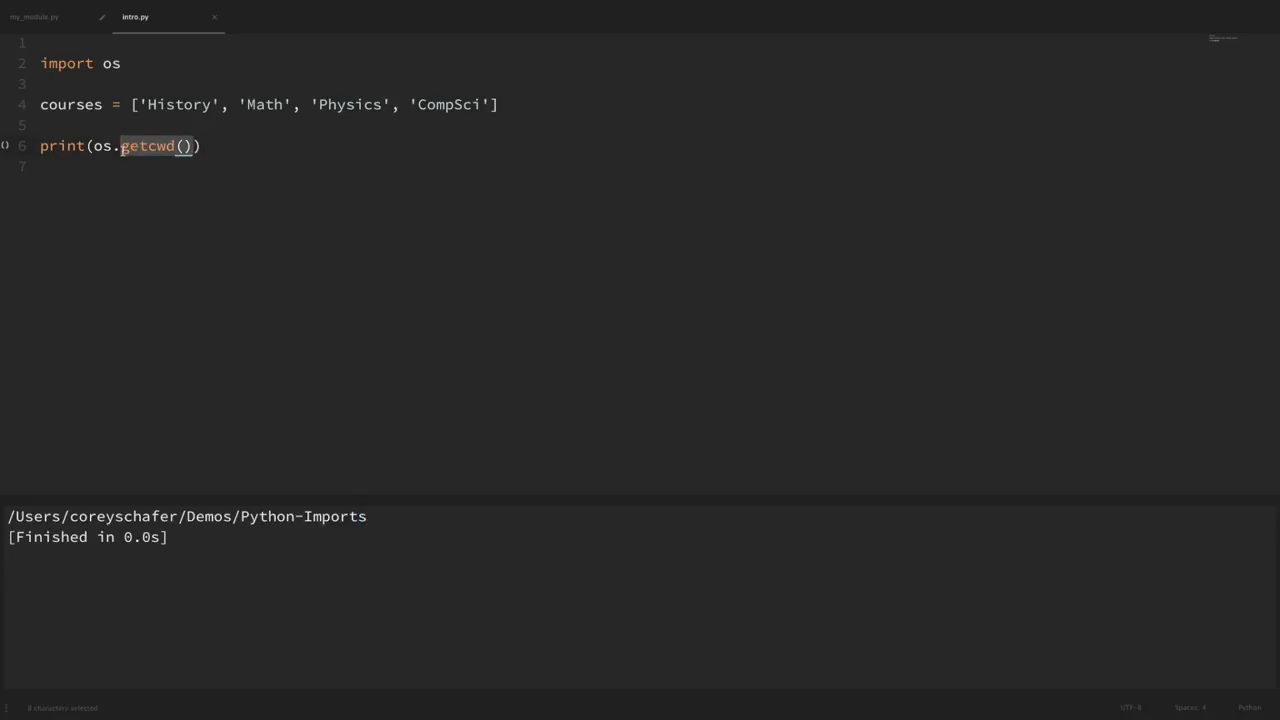 my_module.py intro.py ×
1
2 import os
3
4 courses = ['History', 'Math', 'Physics', 'CompSci']
5
() 6 print(os.getcwd())
7
/Users/coreyschafer/Demos/Python-Imports
[Finished in 0.0s]
8 characters selected UTF-8 Spaces: 4 Python